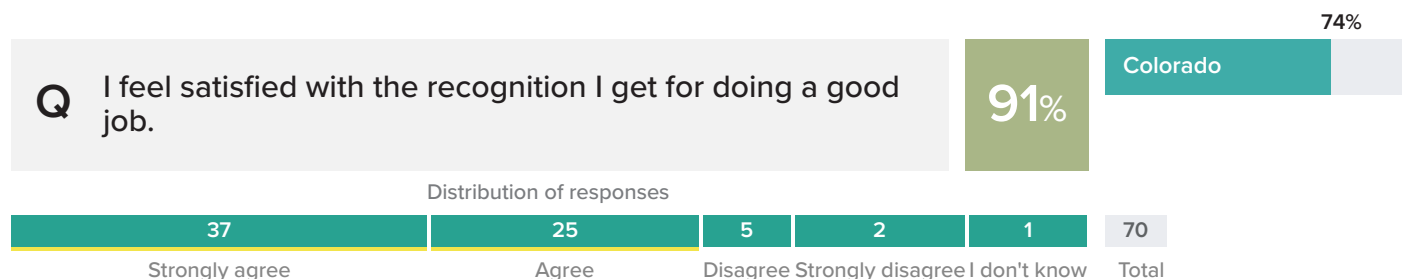 74%
Q
I feel satisfied with the recognition I get for doing a good
job.
91%
Colorado
Distribution of responses
37 25 5 2 1 70
Strongly agree Agree Disagree Strongly disagree I don't know Total